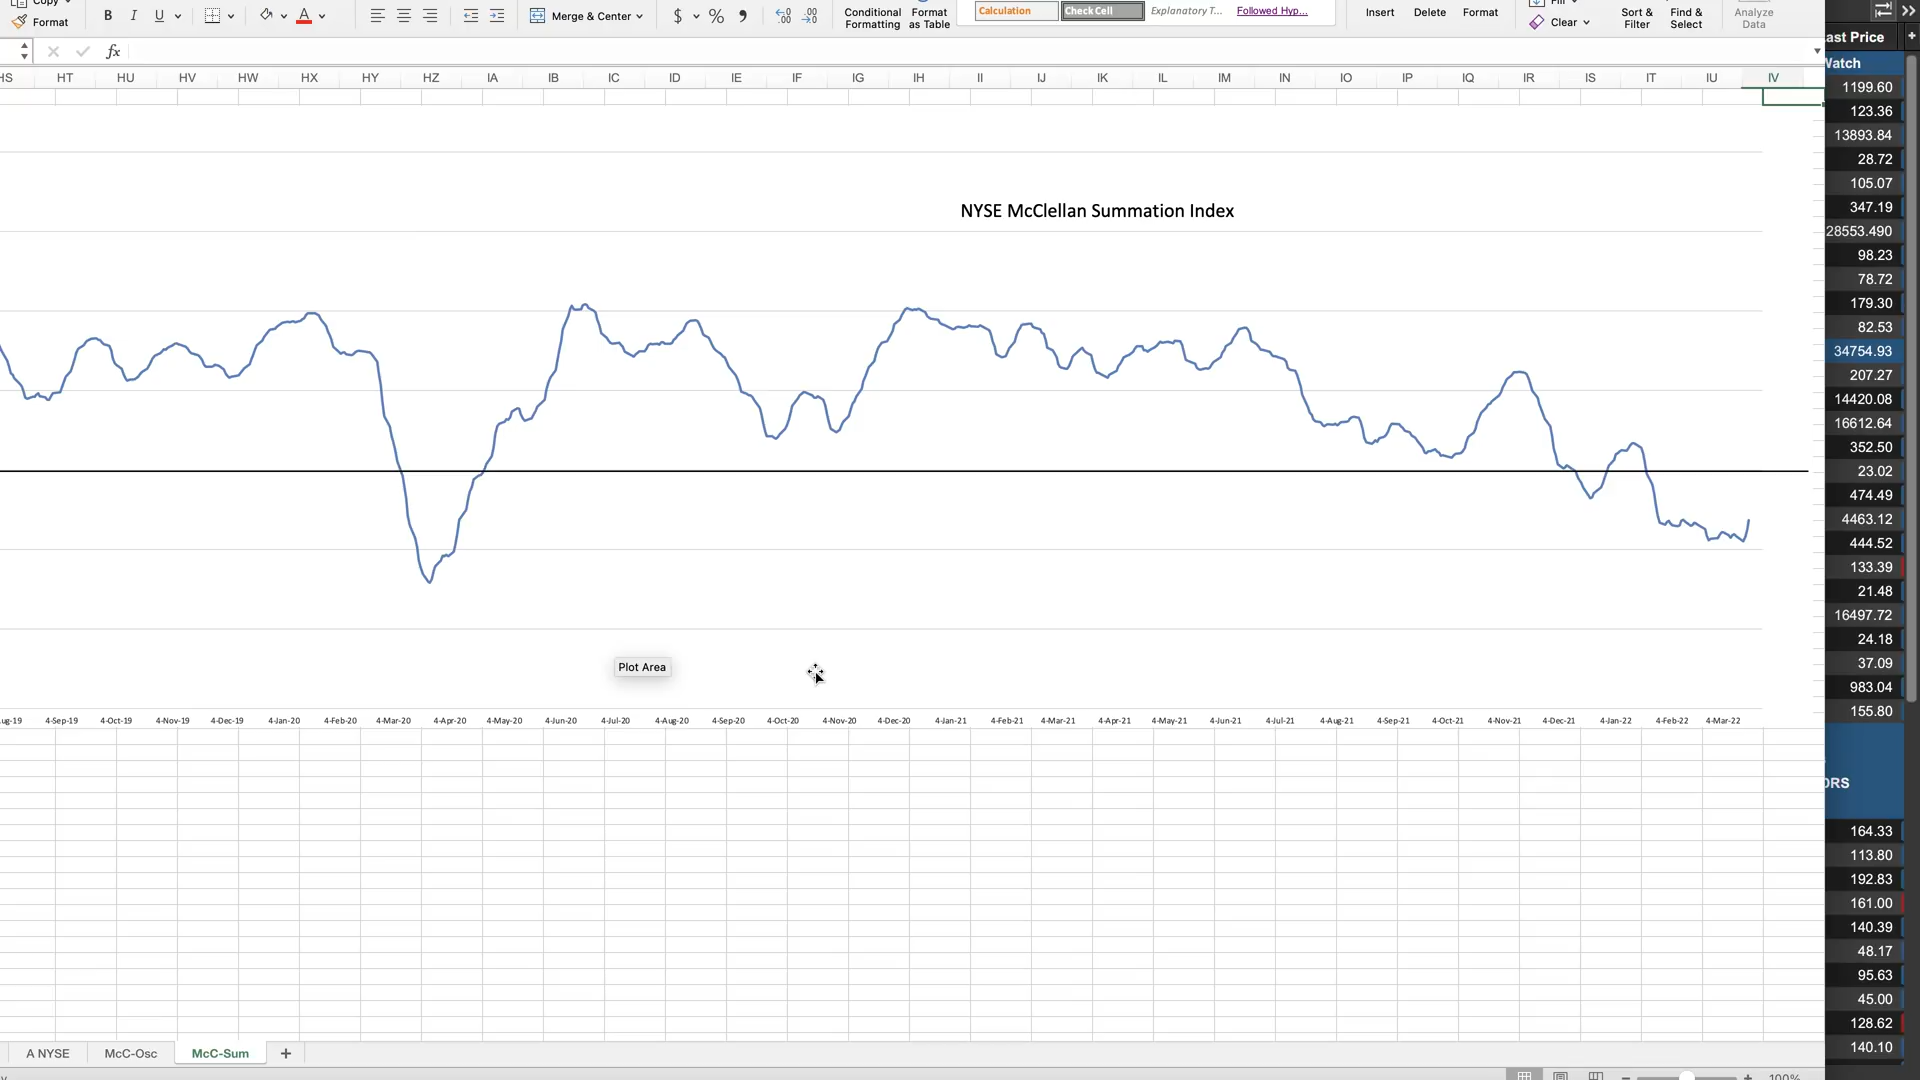 Copy
Format
B I U
Merge & Center
$ % ,
Conditional
Formatting
Format
as Table
Calculation
Check Cell
Explanatory T...
Followed Hyp...
Insert
Delete
Format
Fill
Clear
Sort &
Filter
Find &
Select
Analyze
Data
fx
HS HT HU HV HW HX HY HZ IA IB IC ID IE IF IG IH II IJ IK IL IM IN IO IP IQ IR IS IT IU IV
NYSE McClellan Summation Index
Plot Area
ug-19 4-Sep-19 4-Oct-19 4-Nov-19 4-Dec-19 4-Jan-20 4-Feb-20 4-Mar-20 4-Apr-20 4-May-20 4-Jun-20 4-Jul-20 4-Aug-20 4-Sep-20 4-Oct-20 4-Nov-20 4-Dec-20 4-Jan-21 4-Feb-21 4-Mar-21 4-Apr-21 4-May-21 4-Jun-21 4-Jul-21 4-Aug-21 4-Sep-21 4-Oct-21 4-Nov-21 4-Dec-21 4-Jan-22 4-Feb-22 4-Mar-22
A NYSE McC-Osc McC-Sum +
100%
ast Price +
Watch
1199.60
123.36
13893.84
28.72
105.07
347.19
28553.490
98.23
78.72
179.30
82.53
34754.93
207.27
14420.08
16612.64
352.50
23.02
474.49
4463.12
444.52
133.39
21.48
16497.72
24.18
37.09
983.04
155.80
ORS
164.33
113.80
192.83
161.00
140.39
48.17
95.63
45.00
128.62
140.10